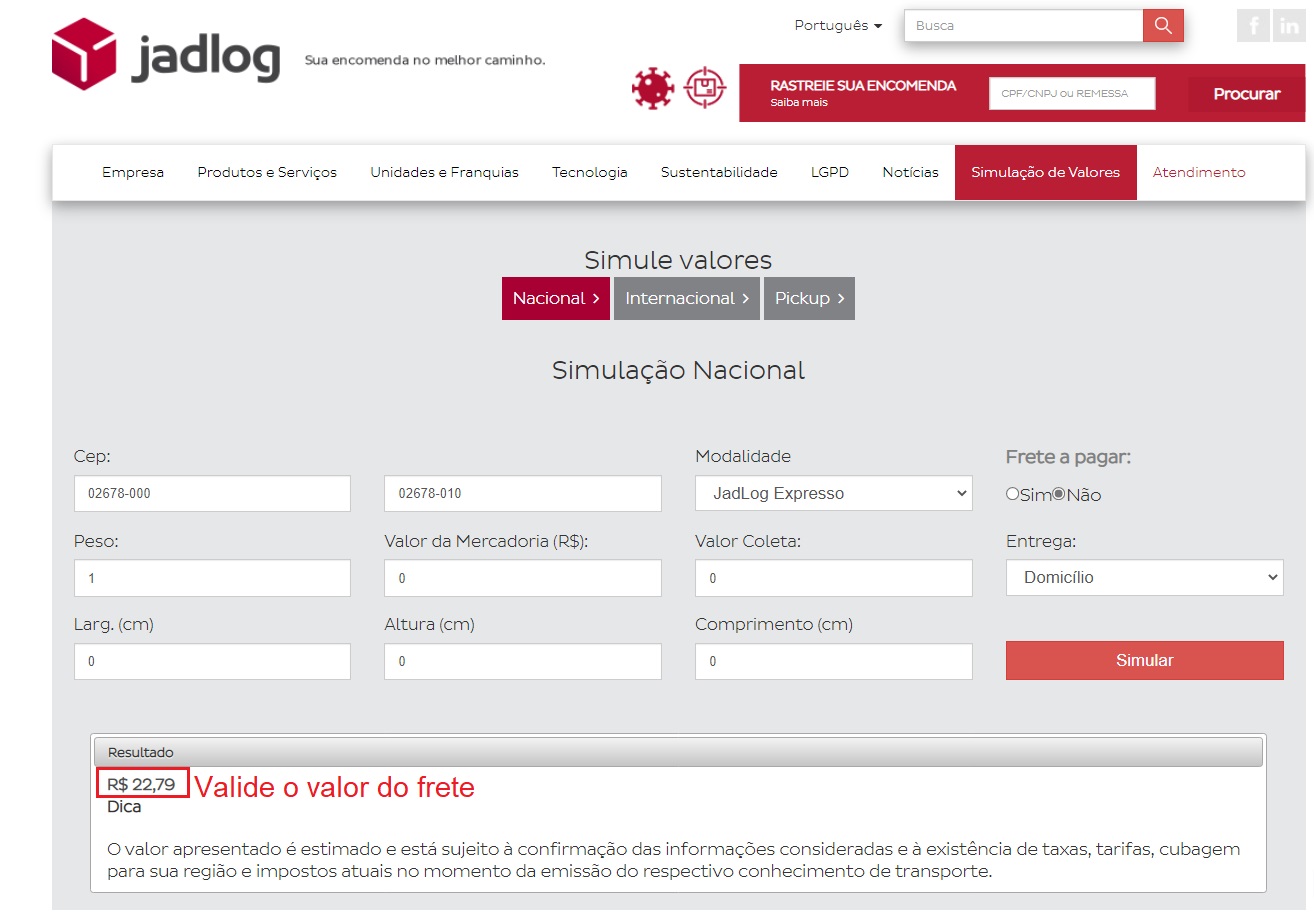 Português
Busca
f in
jadlog
Sua encomenda no melhor caminho.
RASTREIE SUA ENCOMENDA
Saiba mais
CPF/CNPJ ou REMESSA
Procurar
Empresa Produtos e Serviços Unidades e Franquias Tecnologia Sustentabilidade LGPD Notícias Simulação de Valores Atendimento
Simule valores
Nacional > Internacional > Pickup >
Simulação Nacional
Cep: Modalidade Frete a pagar:
02678-000 02678-010 JadLog Expresso Sim Não
Peso: Valor da Mercadoria (R$): Valor Coleta: Entrega:
1 0 0 Domicílio
Larg. (cm) Altura (cm) Comprimento (cm)
0 0 0 Simular
Resultado
R$ 22,79 Valide o valor do frete
Dica
O valor apresentado é estimado e está sujeito à confirmação das informações consideradas e à existência de taxas, tarifas, cubagem
para sua região e impostos atuais no momento da emissão do respectivo conhecimento de transporte.